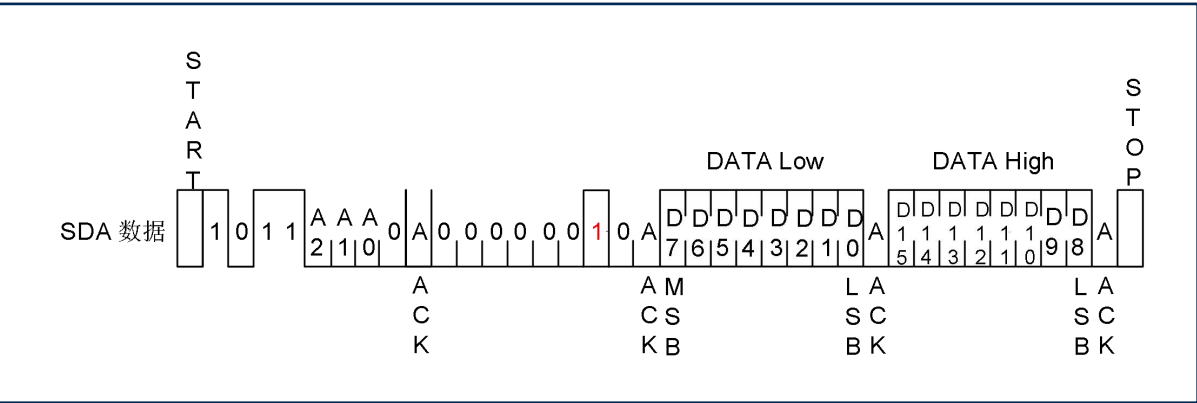 START
STOP
DATA Low
DATA High
SDA 数据
1 0 1 1 A2 A1 A0 0 A 0 0 0 0 0 0 1 0 A D7 D6 D5 D4 D3 D2 D1 D0 A D15 D14 D13 D12 D11 D10 D9 D8 A
ACK
ACK
MSB
LSB
ACK
LSB
ACK